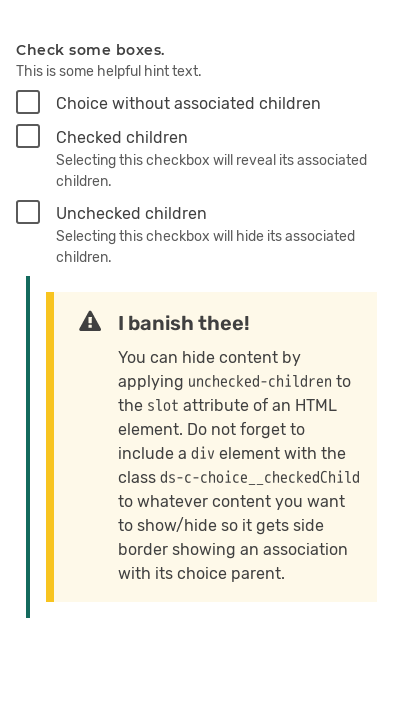 Check some boxes.
This is some helpful hint text.
Choice without associated children
Checked children
Selecting this checkbox will reveal its associated
children.
Unchecked children
Selecting this checkbox will hide its associated
children.
I banish thee!
You can hide content by
applying unchecked-children to
the slot attribute of an HTML
element. Do not forget to
include a div element with the
class ds-c-choice__checkedChild
to whatever content you want
to show/hide so it gets side
border showing an association
with its choice parent.